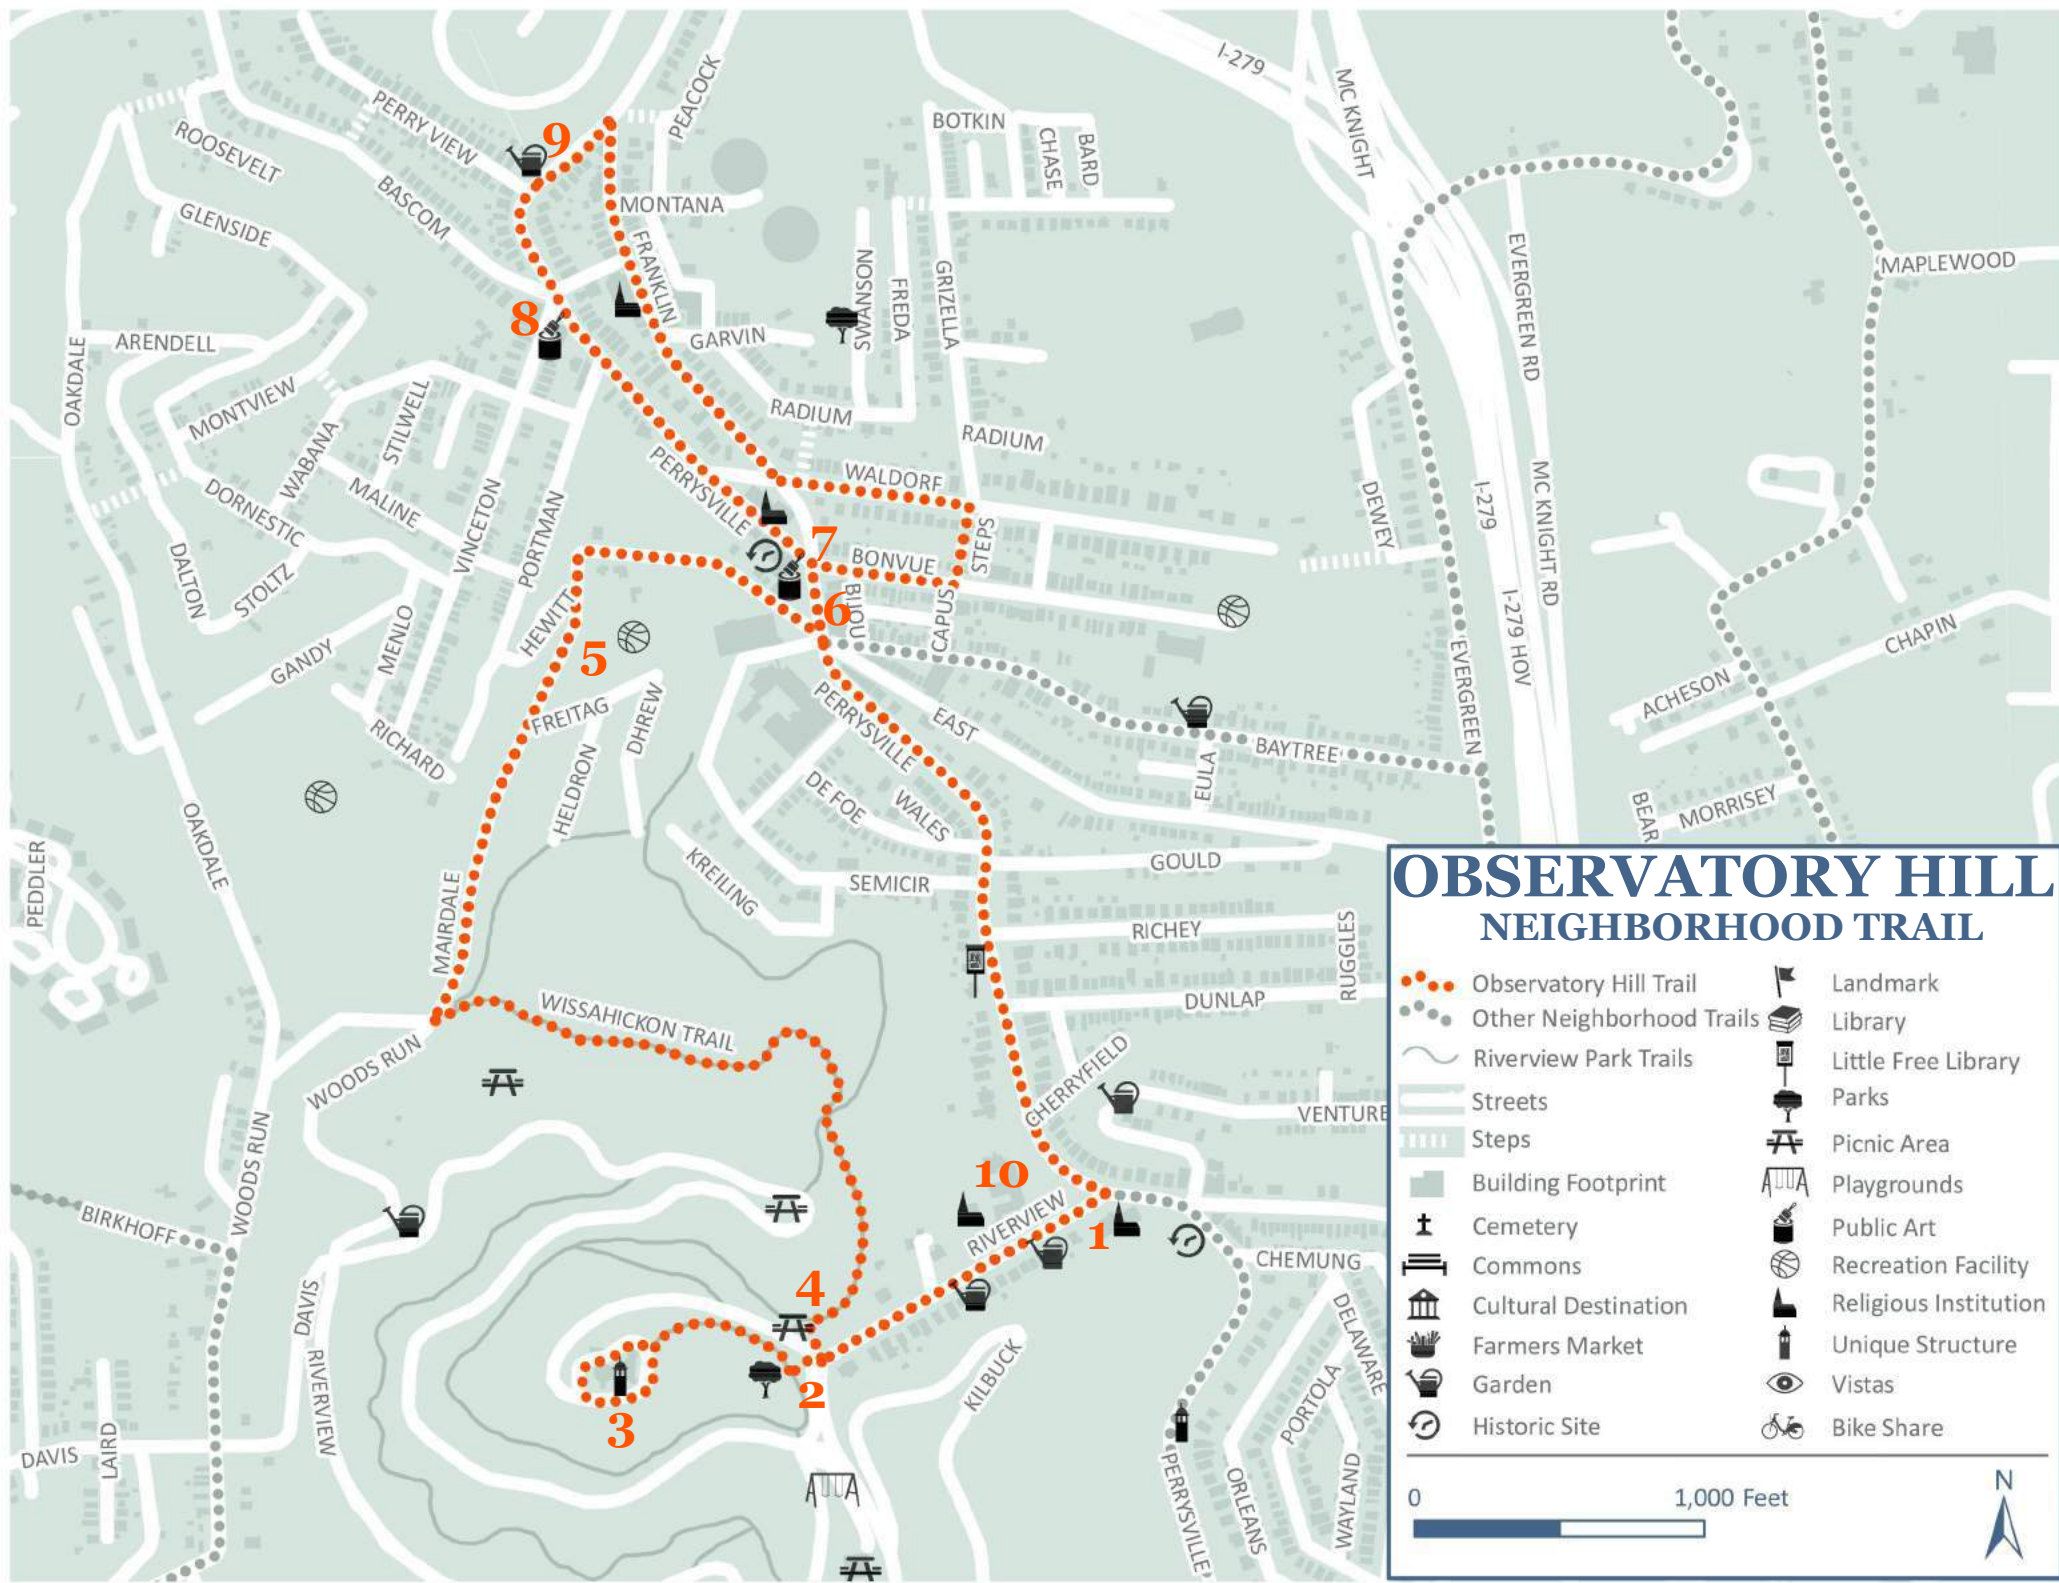 I-279
PEACOCK
MC KNIGHT
PERRY VIEW
BOTKIN
CHASE
BARD
ROOSEVELT
9
BASCOM
MONTANA
GLENSIDE
FRANKLIN
SWANSON
FREDA
GRIZELLA
EVERGREEN RD
MAPLEWOOD
8
GARVIN
ARENDELL
OAKDALE
MONTVIEW
STILWELL
RADIUM
RADIUM
WABANA
PERRYSVILLE
WALDORF
DORNESTIC
MALINE
VINCETON
PORTMAN
STEPS
DEWEY
I-279
MC KNIGHT RD
7
BONVUE
DALTON
STOLTZ
BIJOU
6
CAPUS
I-279 HOV
HEWITT
MENLO
GANDY
5
CHAPIN
EVERGREEN
ACHESON
FREITAG
DHREW
PERRYSVILLE
EAST
RICHARD
BAYTREE
EULA
HELDRON
DE FOE
WALES
OAKDALE
BEAR
MORRISEY
PEDDLER
KREILING
SEMICIR
GOULD
MAIRDALE
RICHEY
RUGGLES
WISSAHICKON TRAIL
DUNLAP
WOODS RUN
CHERRYFIELD
VENTURE
WOODS RUN
10
RIVERVIEW
1
BIRKHOFF
CHEMUNG
4
DAVIS
DELAWARE
RIVERVIEW
2
KILBUCK
3
PORTOLA
DAVIS
LAIRD
PERRYSVILLE
ORLEANS
WAYLAND
OBSERVATORY HILL
NEIGHBORHOOD TRAIL
Observatory Hill Trail
Other Neighborhood Trails
Riverview Park Trails
Streets
Steps
Building Footprint
Cemetery
Commons
Cultural Destination
Farmers Market
Garden
Historic Site
Landmark
Library
Little Free Library
Parks
Picnic Area
Playgrounds
Public Art
Recreation Facility
Religious Institution
Unique Structure
Vistas
Bike Share
0
1,000 Feet
N